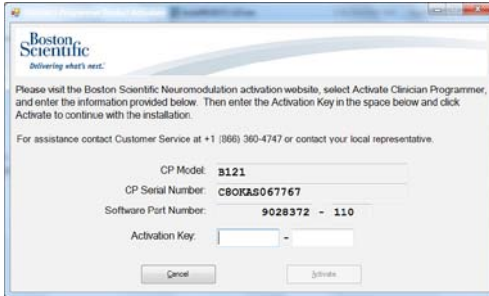 Boston
Scientific
Delivering what's next.
Please visit the Boston Scientific Neuromodulation activation website, select Activate Clinician Programmer,
and enter the information provided below. Then enter the Activation Key in the space below and click
Activate to continue with the installation.
For assistance contact Customer Service at +1 (866) 360-4747 or contact your local representative.
CP Model: B121
CP Serial Number: C8OKAS067767
Software Part Number: 9028372 - 110
Activation Key: -
Cancel Activate